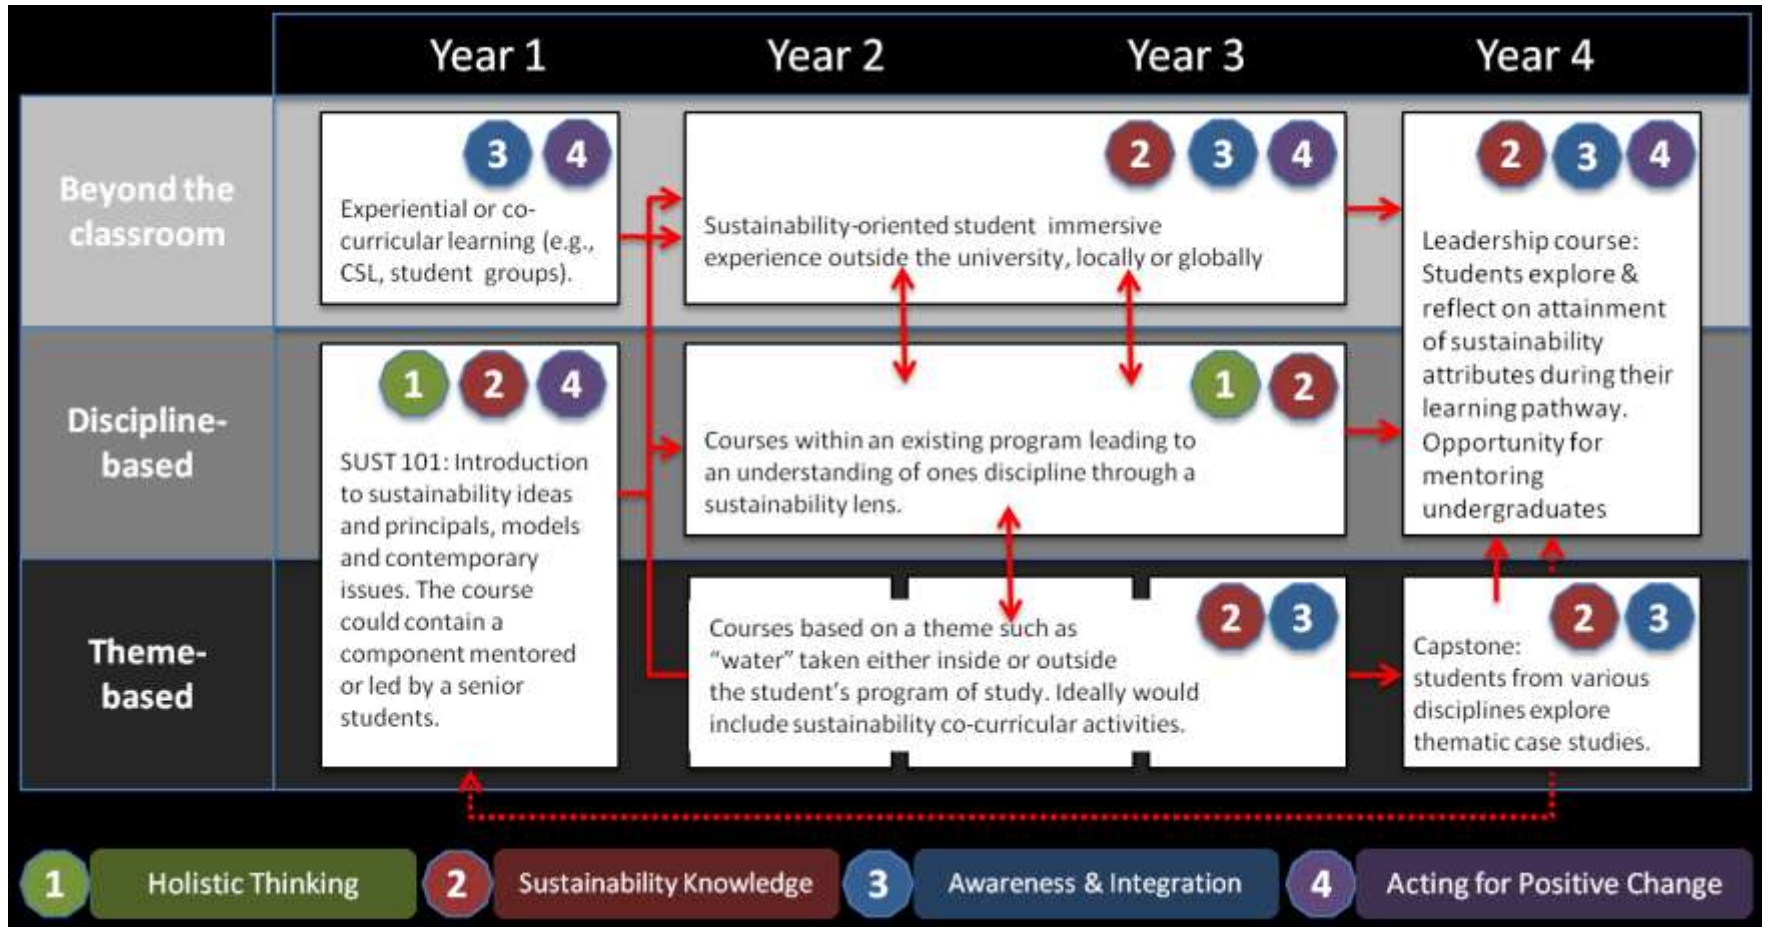 Year 1
Year 2
Year 3
Year 4
Beyond the
classroom
3
4
Experiential or co-
curricular learning (e.g.,
CSL, student groups).
2
3
4
Sustainability-oriented student immersive
experience outside the university, locally or globally
2
3
4
Leadership course:
Students explore &
reflect on attainment
of sustainability
attributes during their
learning pathway.
Opportunity for
mentoring
undergraduates
Discipline-
based
1
2
4
SUST 101: Introduction
to sustainability ideas
and principals, models
and contemporary
issues. The course
could contain a
component mentored
or led by a senior
students.
1
2
Courses within an existing program leading to
an understanding of ones discipline through a
sustainability lens.
Theme-
based
2
3
Courses based on a theme such as
“water” taken either inside or outside
the student’s program of study. Ideally would
include sustainability co-curricular activities.
2
3
Capstone:
students from various
disciplines explore
thematic case studies.
1
Holistic Thinking
2
Sustainability Knowledge
3
Awareness & Integration
4
Acting for Positive Change